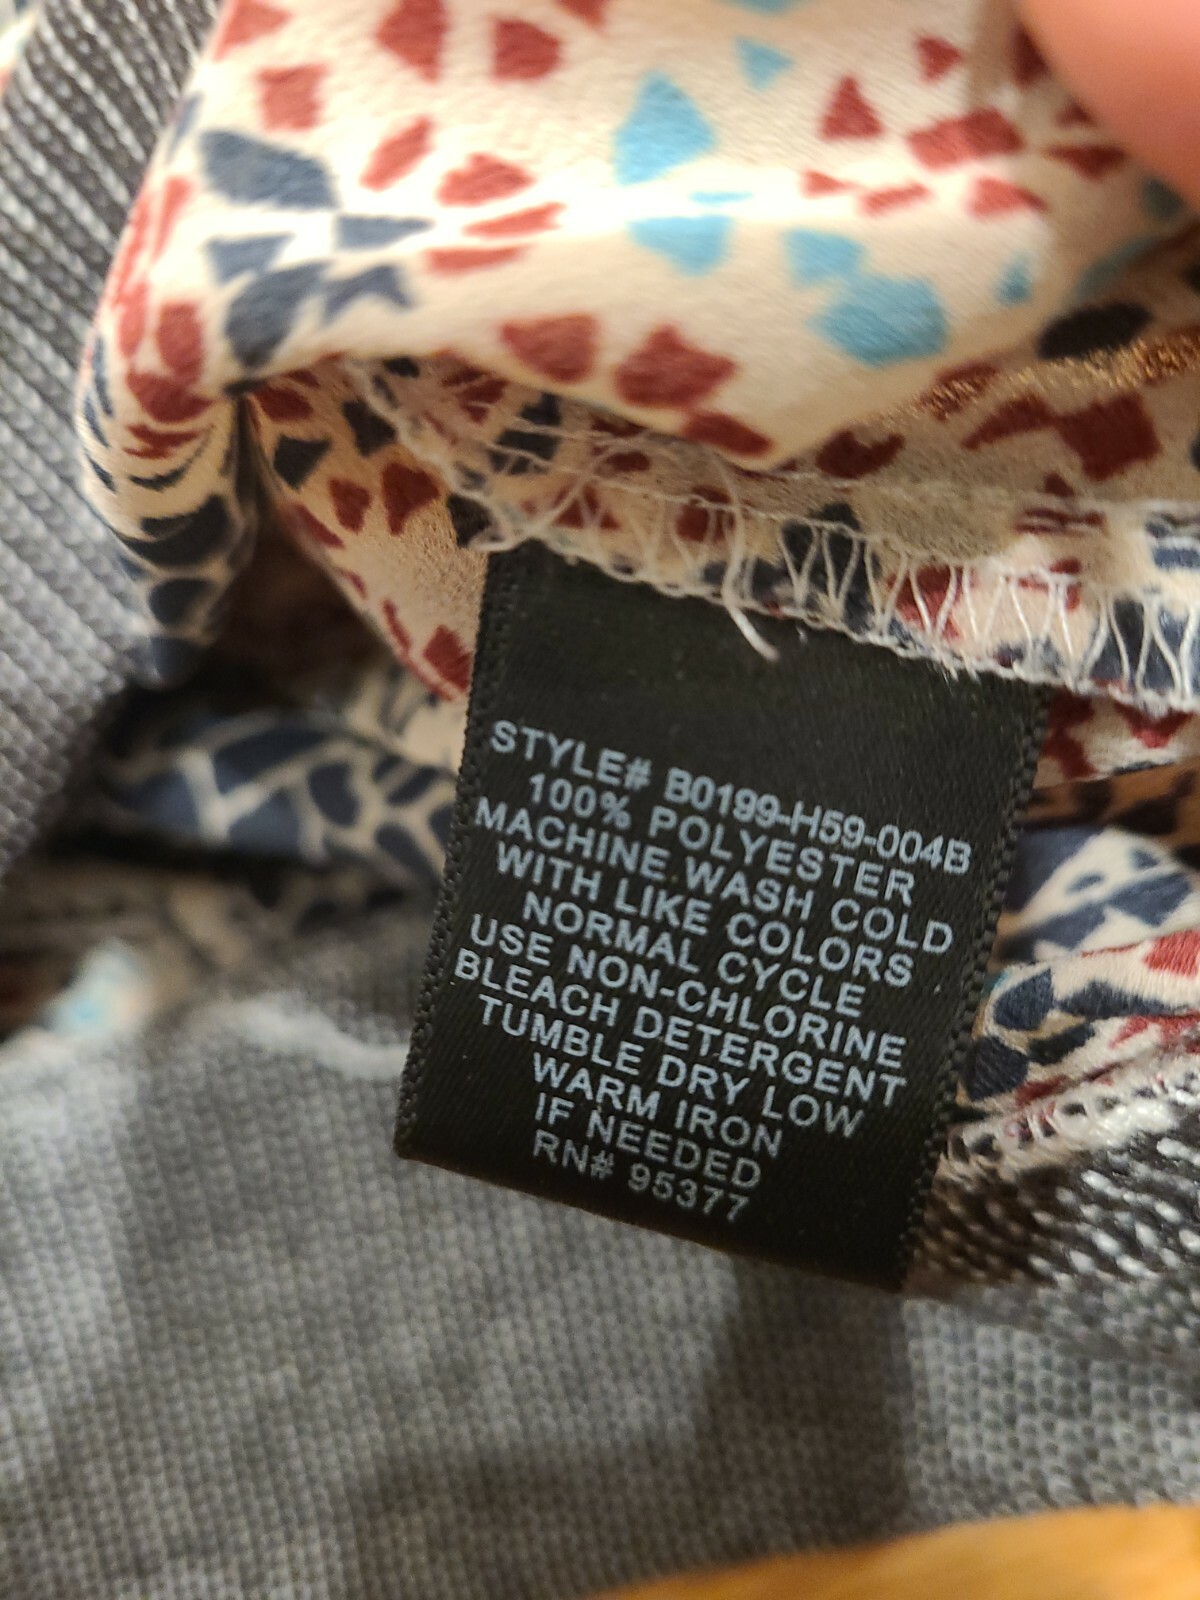 STYLE# B0199-H59-004B
100% POLYESTER
MACHINE WASH COLD
WITH LIKE COLORS
NORMAL CYCLE
USE NON-CHLORINE
BLEACH DETERGENT
TUMBLE DRY LOW
WARM IRON
IF NEEDED
RN# 95377